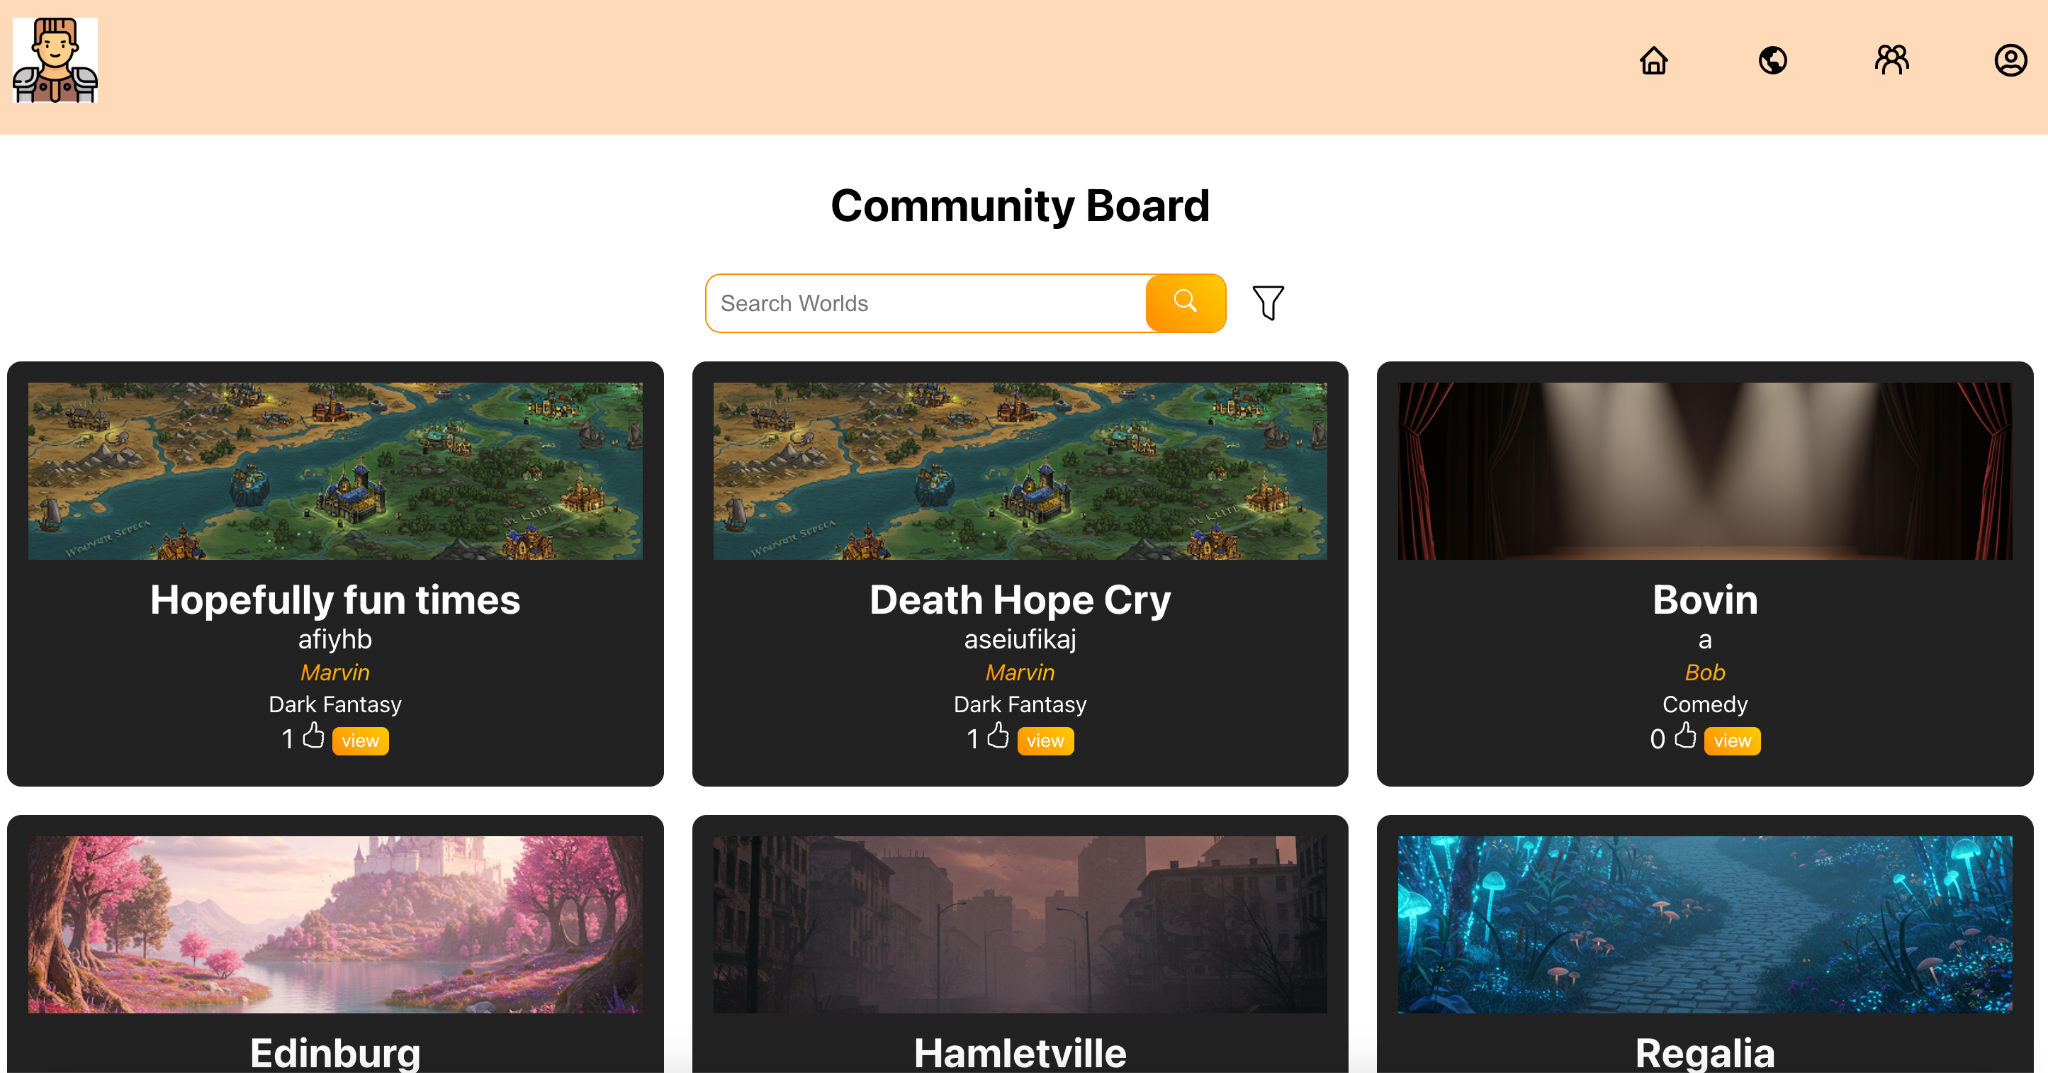 Community Board
Search Worlds
Hopefully fun times
afiyhb
Marvin
Dark Fantasy
1 view
Death Hope Cry
aseiufikaj
Marvin
Dark Fantasy
1 view
Bovin
a
Bob
Comedy
0 view
Edinburg
Hamletville
Regalia